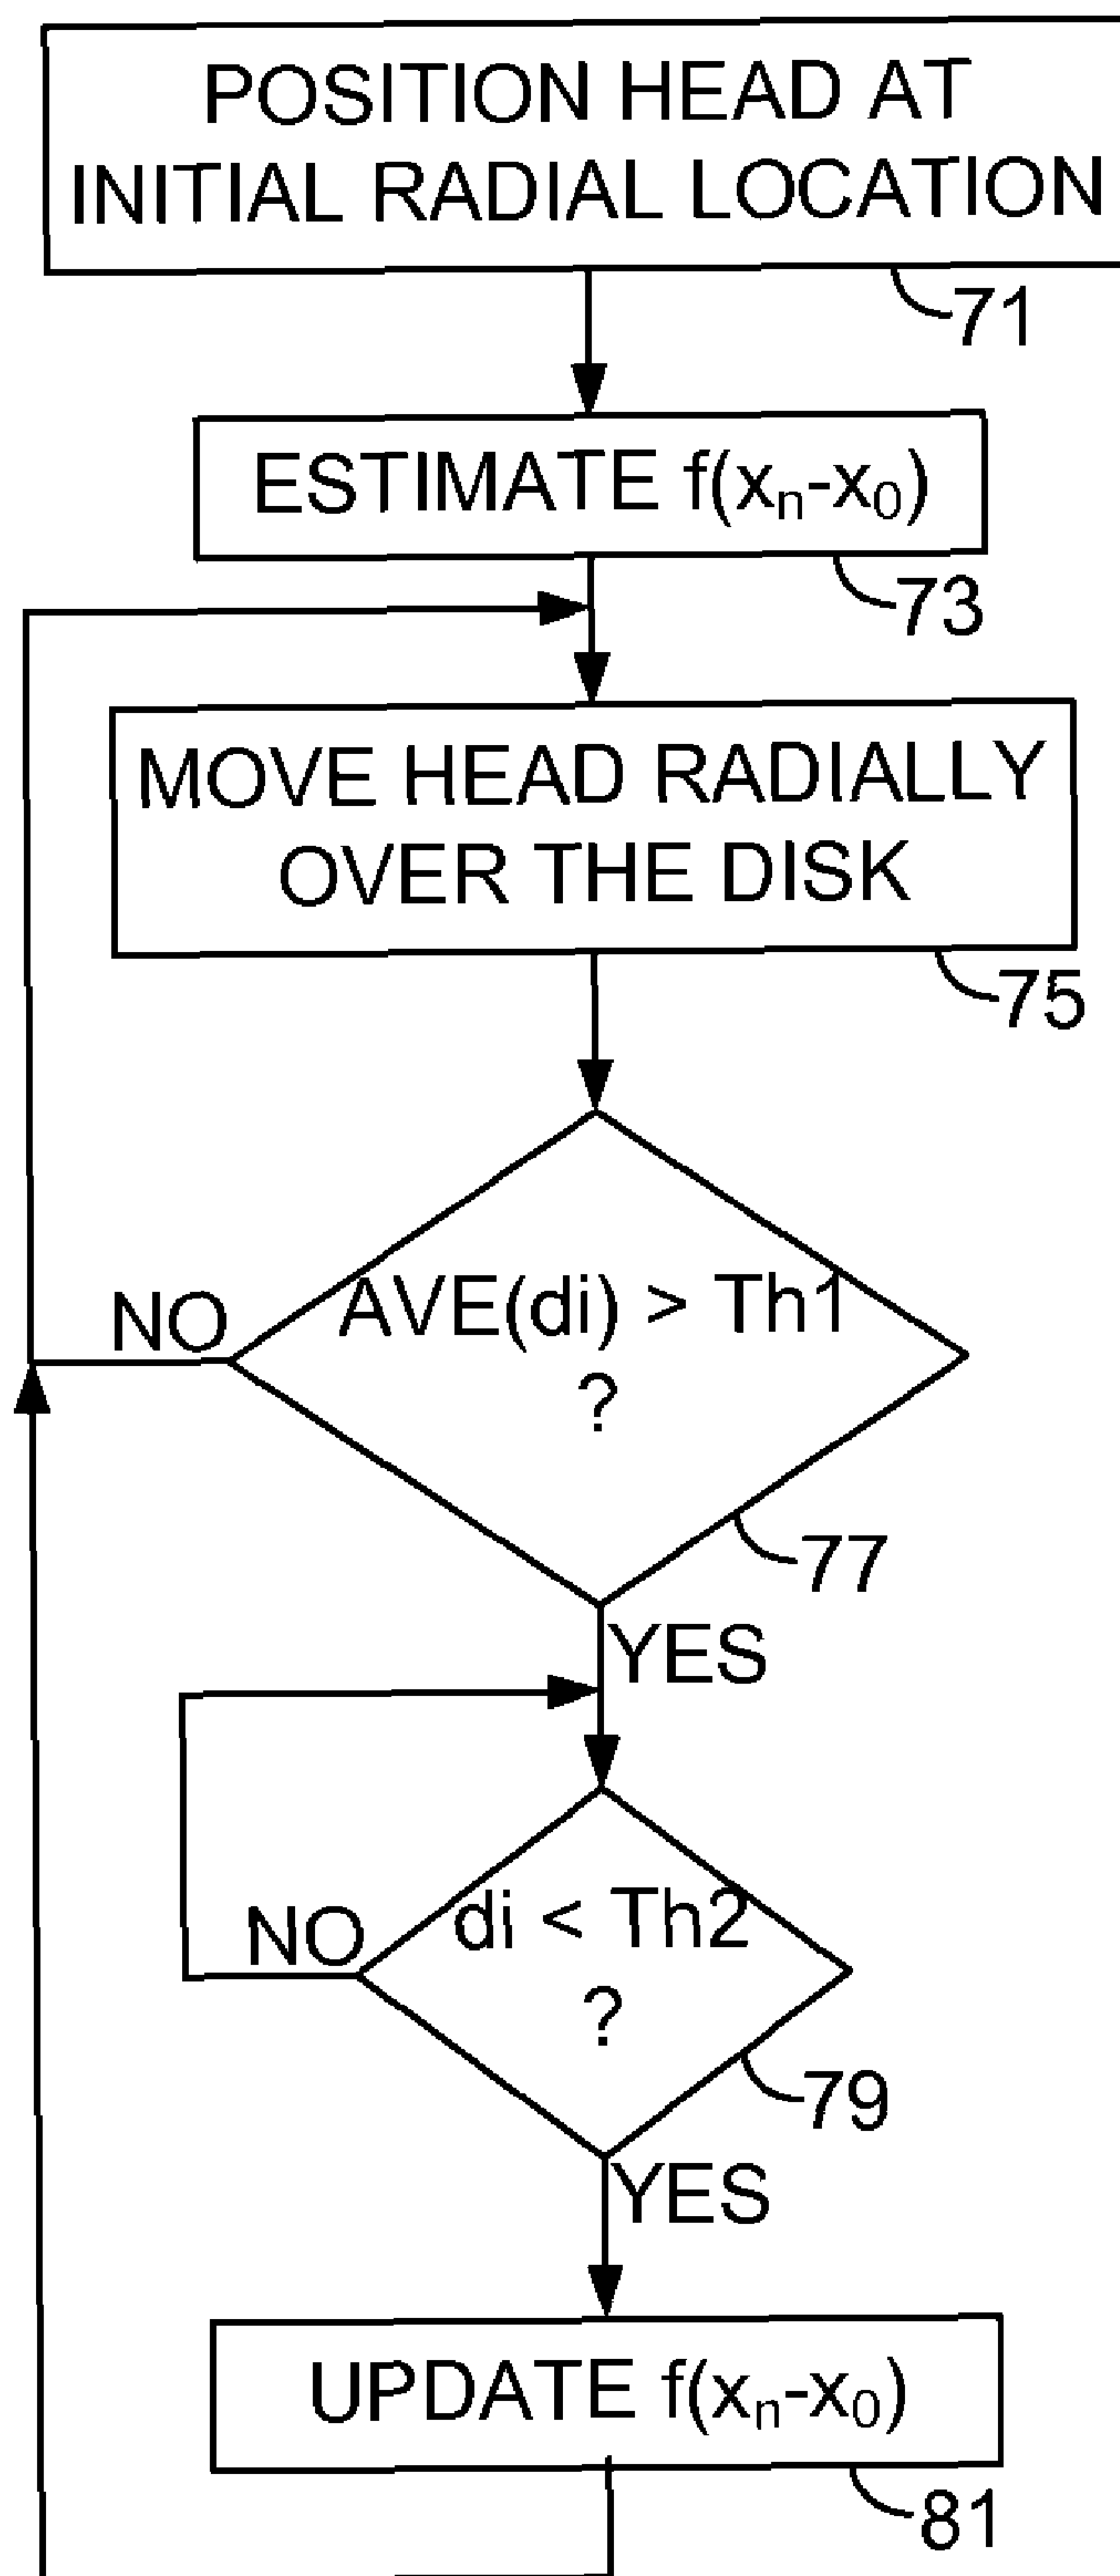 POSITION HEAD AT
INITIAL RADIAL LOCATION
71
ESTIMATE f(xₙ-x₀)
73
MOVE HEAD RADIALLY
OVER THE DISK
75
AVE(di) > Th1
?
NO
77
YES
di < Th2
?
NO
79
YES
UPDATE f(xₙ-x₀)
81